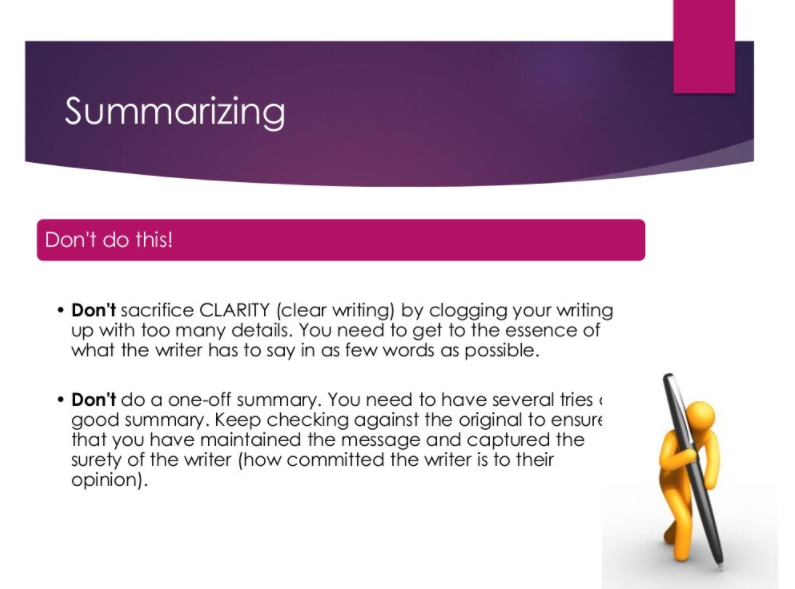 Summarizing
Don't do this!
• Don't sacrifice CLARITY (clear writing) by clogging your writing
up with too many details. You need to get to the essence of
what the writer has to say in as few words as possible.
• Don't do a one-off summary. You need to have several tries
good summary. Keep checking against the original to ensure
that you have maintained the message and captured the
surety of the writer (how committed the writer is to their
opinion).